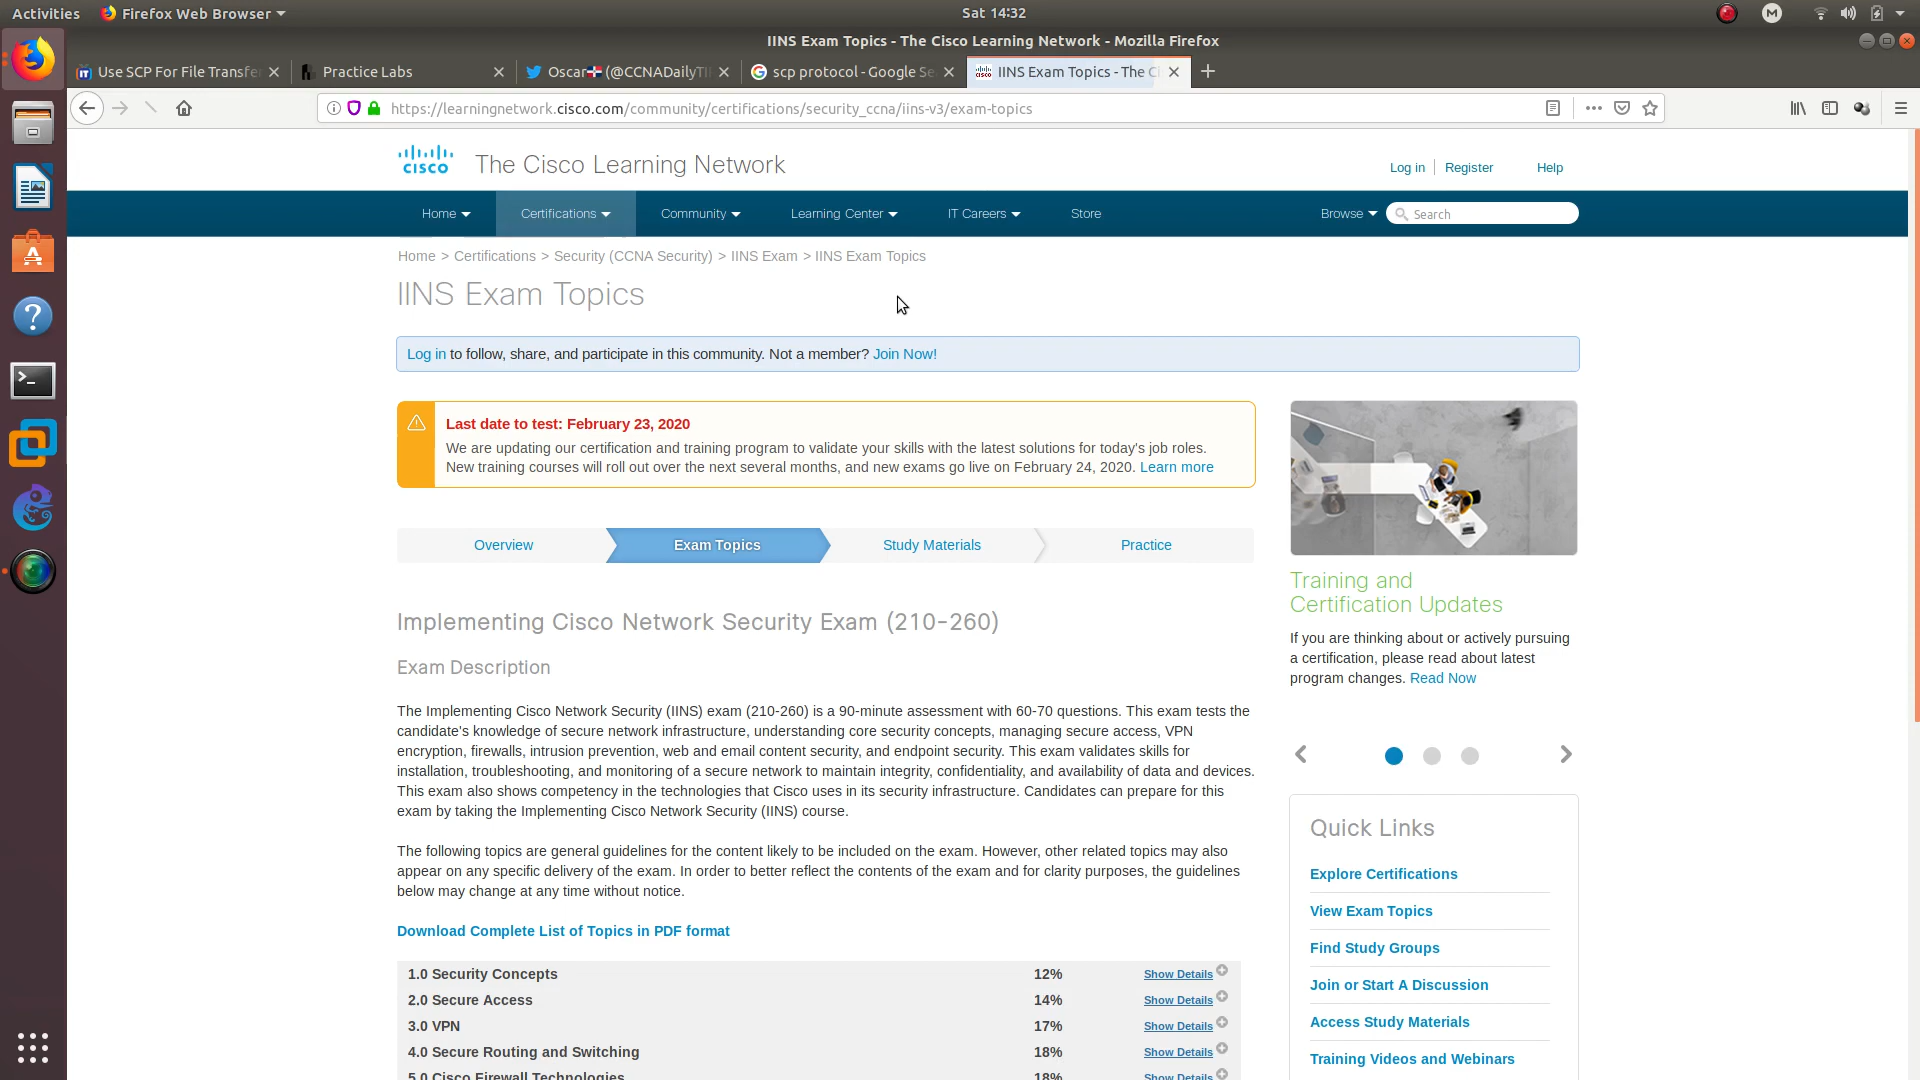 Activities
Firefox Web Browser
Sat 14:32
IINS Exam Topics - The Cisco Learning Network - Mozilla Firefox
Use SCP For File Transfe
Practice Labs
Oscar (@CCNADailyTI
scp protocol - Google Se
IINS Exam Topics - The C
https://learningnetwork.cisco.com/community/certifications/security_ccna/iins-v3/exam-topics
cisco
The Cisco Learning Network
Log in
Register
Help
Home
Certifications
Community
Learning Center
IT Careers
Store
Browse
Search
Home > Certifications > Security (CCNA Security) > IINS Exam > IINS Exam Topics
IINS Exam Topics
Log in to follow, share, and participate in this community. Not a member? Join Now!
Last date to test: February 23, 2020
We are updating our certification and training program to validate your skills with the latest solutions for today's job roles.
New training courses will roll out over the next several months, and new exams go live on February 24, 2020. Learn more
Overview
Exam Topics
Study Materials
Practice
Implementing Cisco Network Security Exam (210-260)
Exam Description
The Implementing Cisco Network Security (IINS) exam (210-260) is a 90-minute assessment with 60-70 questions. This exam tests the
candidate's knowledge of secure network infrastructure, understanding core security concepts, managing secure access, VPN
encryption, firewalls, intrusion prevention, web and email content security, and endpoint security. This exam validates skills for
installation, troubleshooting, and monitoring of a secure network to maintain integrity, confidentiality, and availability of data and devices.
This exam also shows competency in the technologies that Cisco uses in its security infrastructure. Candidates can prepare for this
exam by taking the Implementing Cisco Network Security (IINS) course.
The following topics are general guidelines for the content likely to be included on the exam. However, other related topics may also
appear on any specific delivery of the exam. In order to better reflect the contents of the exam and for clarity purposes, the guidelines
below may change at any time without notice.
Download Complete List of Topics in PDF format
1.0 Security Concepts 12% Show Details
2.0 Secure Access 14% Show Details
3.0 VPN 17% Show Details
4.0 Secure Routing and Switching 18% Show Details
5.0 Cisco Firewall Technologies 18% Show Details
Training and
Certification Updates
If you are thinking about or actively pursuing
a certification, please read about latest
program changes. Read Now
Quick Links
Explore Certifications
View Exam Topics
Find Study Groups
Join or Start A Discussion
Access Study Materials
Training Videos and Webinars